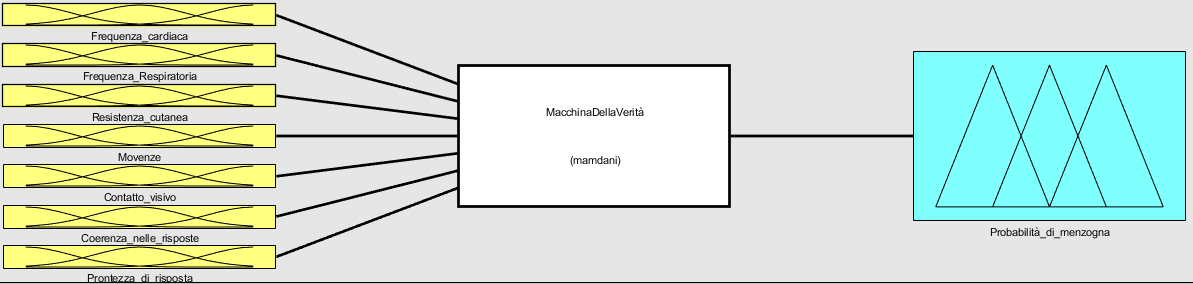 Frequenza_cardiaca
Frequenza_Respiratoria
Resistenza_cutanea
Movenze
Contatto_visivo
Coerenza_nelle_risposte
Prontezza_di_risposta
MacchinaDellaVerità
(mamdani)
Probabilità_di_menzogna